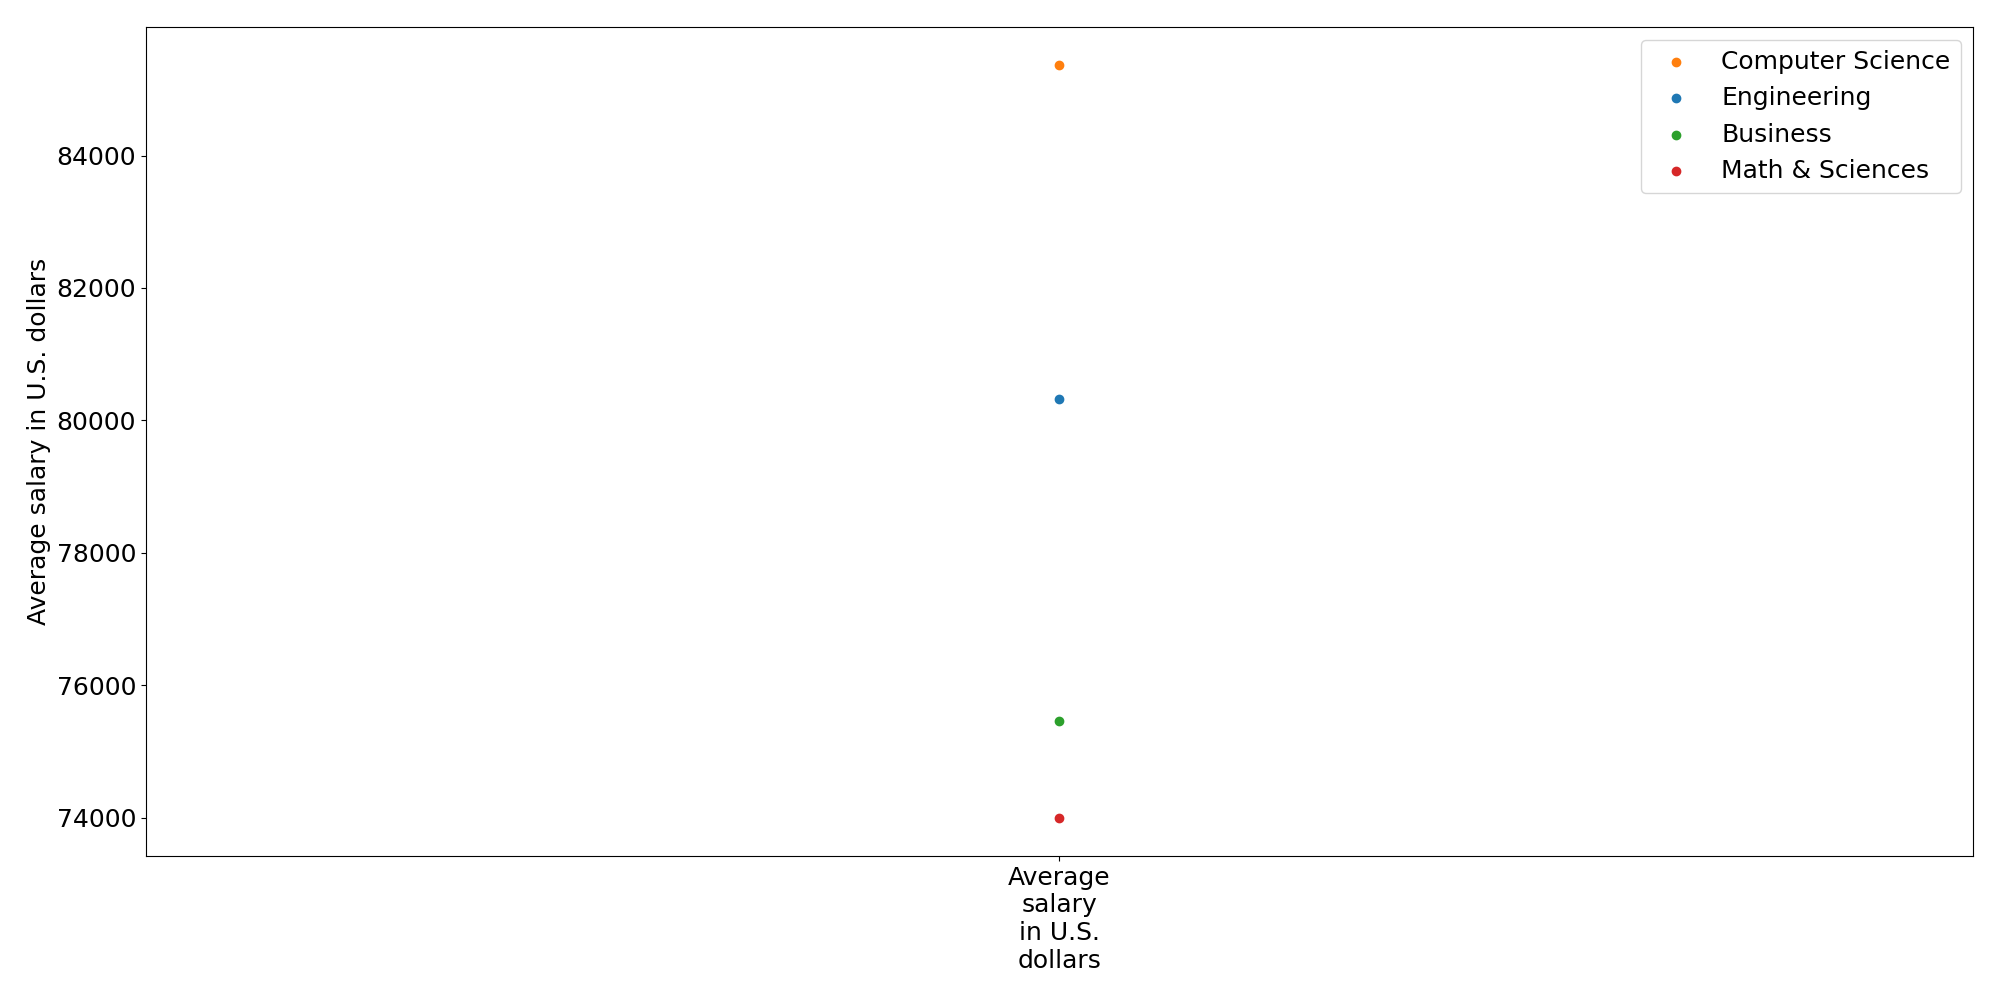 Computer Science
Engineering
Business
Math & Sciences
84000
82000
80000
78000
76000
74000
Average salary in U.S. dollars
Average
salary
in U.S.
dollars